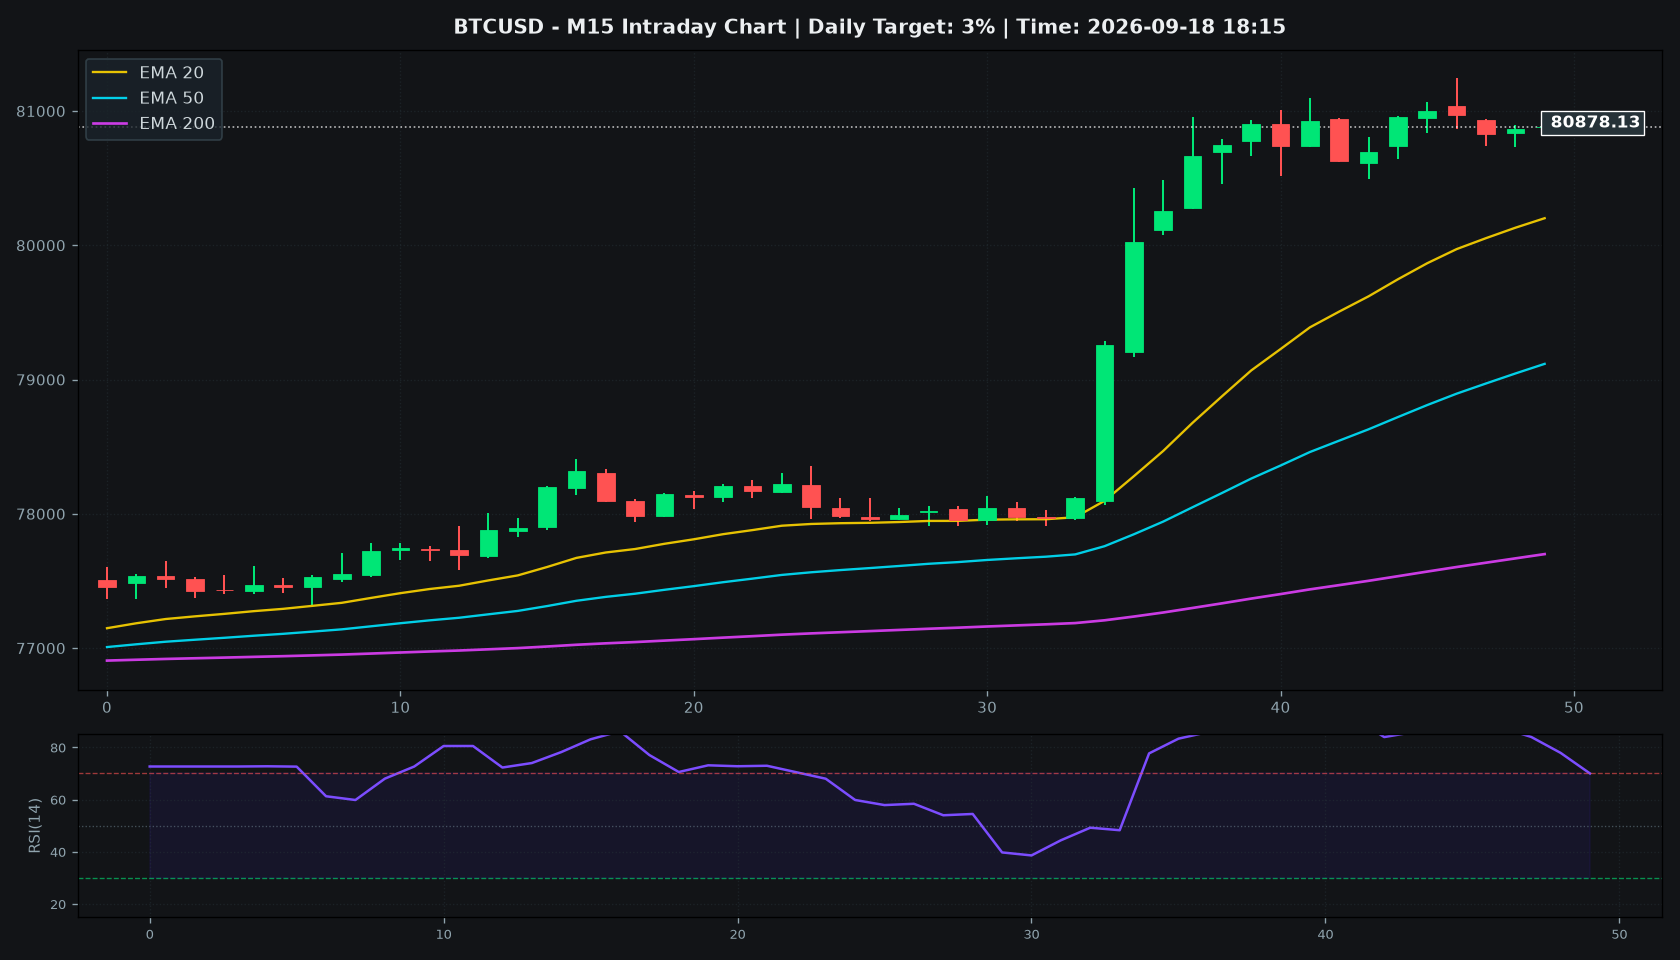 BTCUSD - M15 Intraday Chart | Daily Target: 3% | Time: 2026-09-18 18:15
EMA 20
EMA 50
EMA 200
81000
80000
79000
78000
77000
80878.13
0 10 20 30 40 50
RSI(14)
80
60
40
20
0 10 20 30 40 50